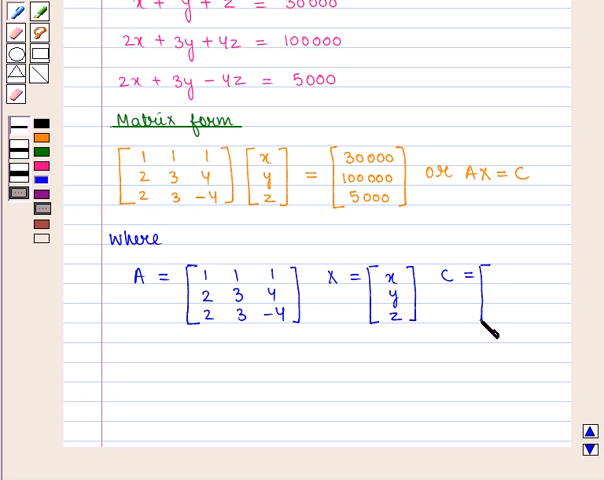 x + y + z = 30000
2x + 3y + 4z = 100000
2x + 3y - 4z = 5000
Matrix form
[1 1 1] [x] = [30000]
[2 3 4] [y] = [100000] or AX = C
[2 3 -4] [z] = [5000]
where
A = [1 1 1] X = [x] C = [
[2 3 4] [y]
[2 3 -4] [z]